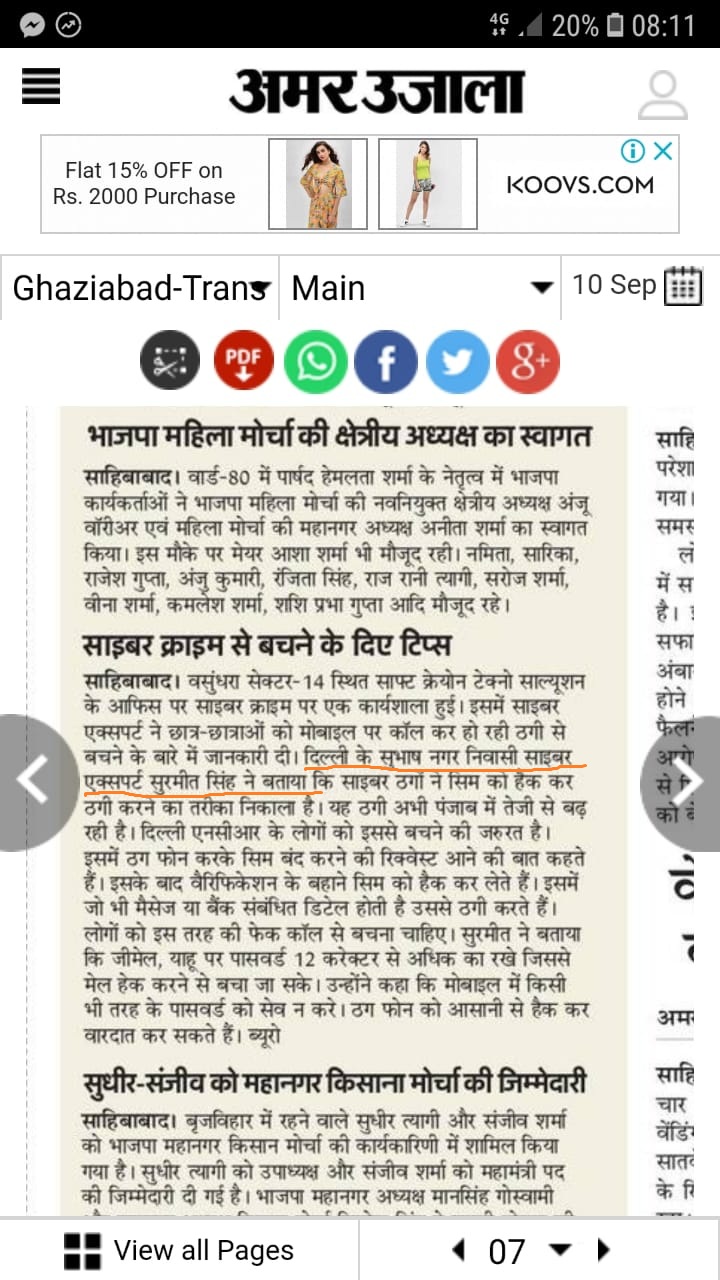 4G 20% 08:11
अमर उजाला
Flat 15% OFF on
Rs. 2000 Purchase
KOOVS.COM
Ghaziabad-Trans Main 10 Sep
PDF
भाजपा महिला मोर्चा की क्षेत्रीय अध्यक्ष का स्वागत
साहिबाबाद। वार्ड-80 में पार्षद हेमलता शर्मा के नेतृत्व में भाजपा
कार्यकर्ताओं ने भाजपा महिला मोर्चा की नवनियुक्त क्षेत्रीय अध्यक्ष अंजू
वॉरीअर एवं महिला मोर्चा की महानगर अध्यक्ष अनीता शर्मा का स्वागत
किया। इस मौके पर मेयर आशा शर्मा भी मौजूद रही। नमिता, सारिका,
राजेश गुप्ता, अंजु कुमारी, रंजिता सिंह, राज रानी त्यागी, सरोज शर्मा,
वीना शर्मा, कमलेश शर्मा, शशि प्रभा गुप्ता आदि मौजूद रहे।
साइबर क्राइम से बचने के दिए टिप्स
साहिबाबाद। वसुंधरा सेक्टर-14 स्थित साफ्ट क्रेयोन टेक्नो साल्यूशन
के आफिस पर साइबर क्राइम पर एक कार्यशाला हुई। इसमें साइबर
एक्सपर्ट ने छात्र-छात्राओं को मोबाइल पर कॉल कर हो रही ठगी से
बचने के बारे में जानकारी दी। दिल्ली के सुभाष नगर निवासी साइबर
एक्सपर्ट सुरमीत सिंह ने बताया कि साइबर ठगों ने सिम को हैक कर
ठगी करने का तरीका निकाला है। यह ठगी अभी पंजाब में तेजी से बढ़
रही है। दिल्ली एनसीआर के लोगों को इससे बचने की जरुरत है।
इसमें ठग फोन करके सिम बंद करने की रिक्वेस्ट आने की बात कहते
हैं। इसके बाद वैरिफिकेशन के बहाने सिम को हैक कर लेते हैं। इसमें
जो भी मैसेज या बैंक संबंधित डिटेल होती है उससे ठगी करते हैं।
लोगों को इस तरह की फेक कॉल से बचना चाहिए। सुरमीत ने बताया
कि जीमेल, याहू पर पासवर्ड 12 करेक्टर से अधिक का रखे जिससे
मेल हेक करने से बचा जा सके। उन्होंने कहा कि मोबाइल में किसी
भी तरह के पासवर्ड को सेव न करे। ठग फोन को आसानी से हैक कर
वारदात कर सकते हैं। ब्यूरो
सुधीर-संजीव को महानगर किसाना मोर्चा की जिम्मेदारी
साहिबाबाद। बृजविहार में रहने वाले सुधीर त्यागी और संजीव शर्मा
को भाजपा महानगर किसान मोर्चा की कार्यकारिणी में शामिल किया
गया है। सुधीर त्यागी को उपाध्यक्ष और संजीव शर्मा को महामंत्री पद
की जिम्मेदारी दी गई है। भाजपा महानगर अध्यक्ष मानसिंह गोस्वामी
View all Pages 07